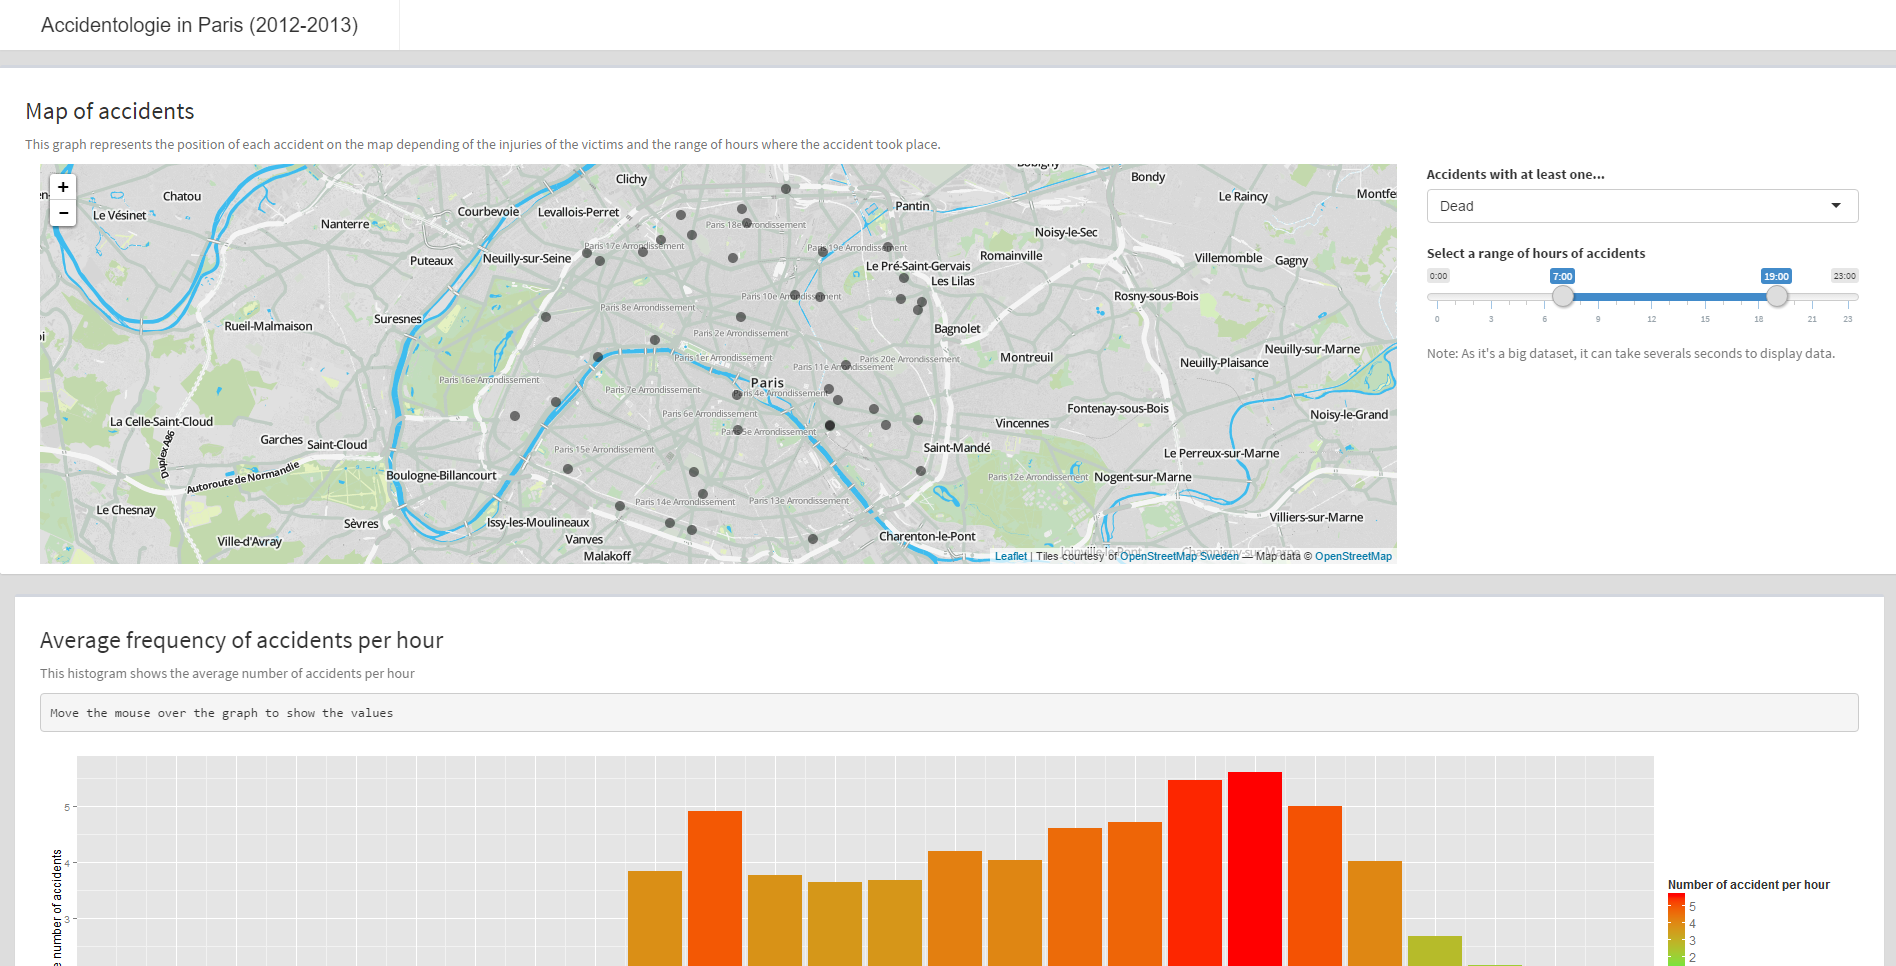 Accidentologie in Paris (2012-2013)
Map of accidents
This graph represents the position of each accident on the map depending of the injuries of the victims and the range of hours where the accident took place.
+
−
Clichy
Bondy
Chatou
Le Vésinet
Courbevoie
Levallois-Perret
Pantin
Le Raincy
Nanterre
Paris 18e Arrondissement
Noisy-le-Sec
Paris 17e Arrondissement
Paris 19e Arrondissement
Puteaux
Neuilly-sur-Seine
Le Pré-Saint-Gervais
Romainville
Villemomble
Gagny
Les Lilas
Paris 10e Arrondissement
Rosny-sous-Bois
Paris 8e Arrondissement
Suresnes
Rueil-Malmaison
Paris 2e Arrondissement
Bagnolet
Paris 1er Arrondissement
Paris 20e Arrondissement
Montreuil
Neuilly-sur-Marne
Paris 11e Arrondissement
Neuilly-Plaisance
Paris 16e Arrondissement
Paris
Paris 7e Arrondissement
Paris 4e Arrondissement
Fontenay-sous-Bois
Paris 6e Arrondissement
Noisy-le-Grand
La Celle-Saint-Cloud
Vincennes
Paris 5e Arrondissement
Garches
Saint-Cloud
Duplex A86
Paris 15e Arrondissement
Saint-Mandé
Le Perreux-sur-Marne
Autoroute de Normandie
Boulogne-Billancourt
Paris 12e Arrondissement
Nogent-sur-Marne
Le Chesnay
Paris 14e Arrondissement
Paris 13e Arrondissement
Sèvres
Issy-les-Moulineaux
Villiers-sur-Marne
Ville-d'Avray
Vanves
Charenton-le-Pont
Malakoff
Leaflet | Tiles courtesy of OpenStreetMap Sweden — Map data © OpenStreetMap
Accidents with at least one...
Dead
Select a range of hours of accidents
0:00 7:00 19:00 23:00
0 3 6 9 12 15 18 21 23
Note: As it's a big dataset, it can take severals seconds to display data.
Average frequency of accidents per hour
This histogram shows the average number of accidents per hour
Move the mouse over the graph to show the values
5
4
3
number of accidents
Number of accident per hour
5
4
3
2